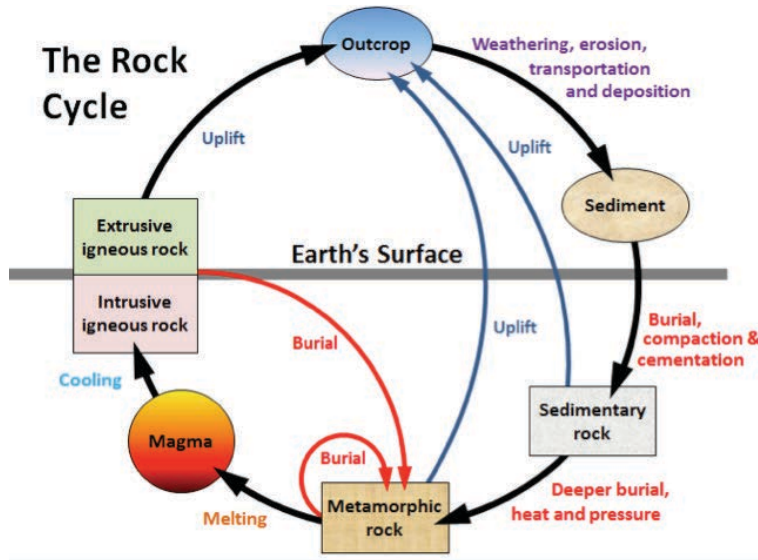 The Rock
Cycle
Outcrop
Weathering, erosion,
transportation
and deposition
Uplift
Uplift
Sediment
Extrusive
igneous rock
Earth's Surface
Intrusive
igneous rock
Burial
Uplift
Burial,
compaction &
cementation
Cooling
Sedimentary
rock
Magma
Burial
Melting
Metamorphic
rock
Deeper burial,
heat and pressure